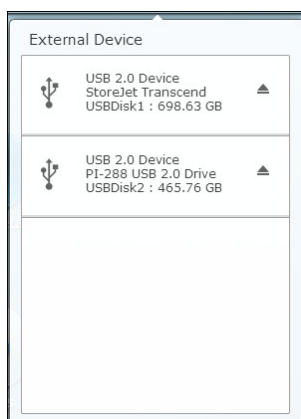 External Device
USB 2.0 Device
StoreJet Transcend
USBDisk1 : 698.63 GB
USB 2.0 Device
PI-288 USB 2.0 Drive
USBDisk2 : 465.76 GB